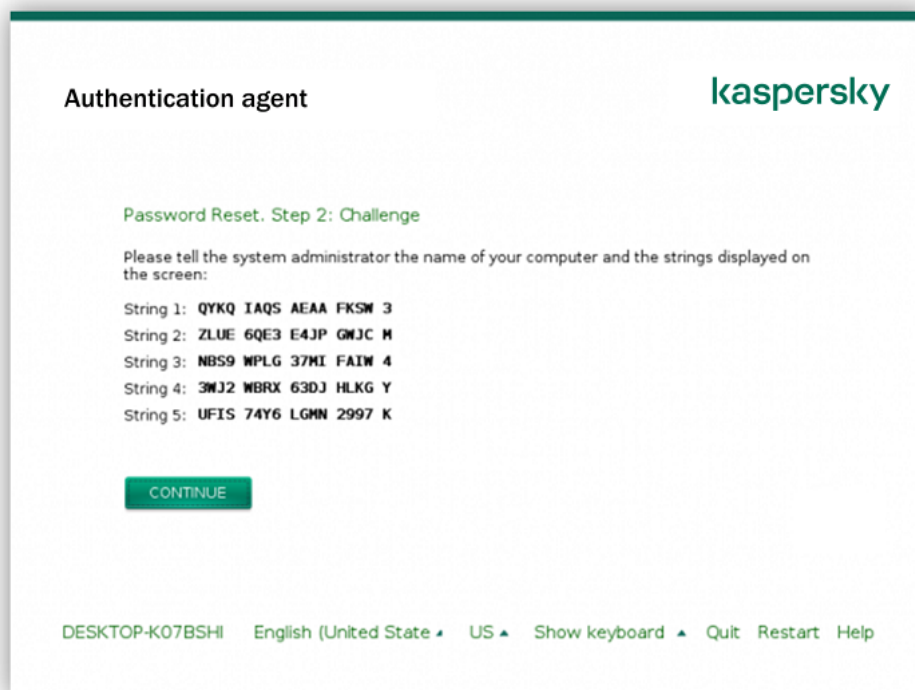 Authentication agent
kaspersky
Password Reset. Step 2: Challenge
Please tell the system administrator the name of your computer and the strings displayed on
the screen:
String 1: QYKQ IAQS AEAA FKSW 3
String 2: ZLUE 6QE3 E4JP GWJC M
String 3: NBS9 WPLG 37MI FAIW 4
String 4: 3WJ2 WBRX 63DJ HLKG Y
String 5: UFIS 74Y6 LGMN 2997 K
CONTINUE
DESKTOP-K07BSHI English (United State US Show keyboard Quit Restart Help